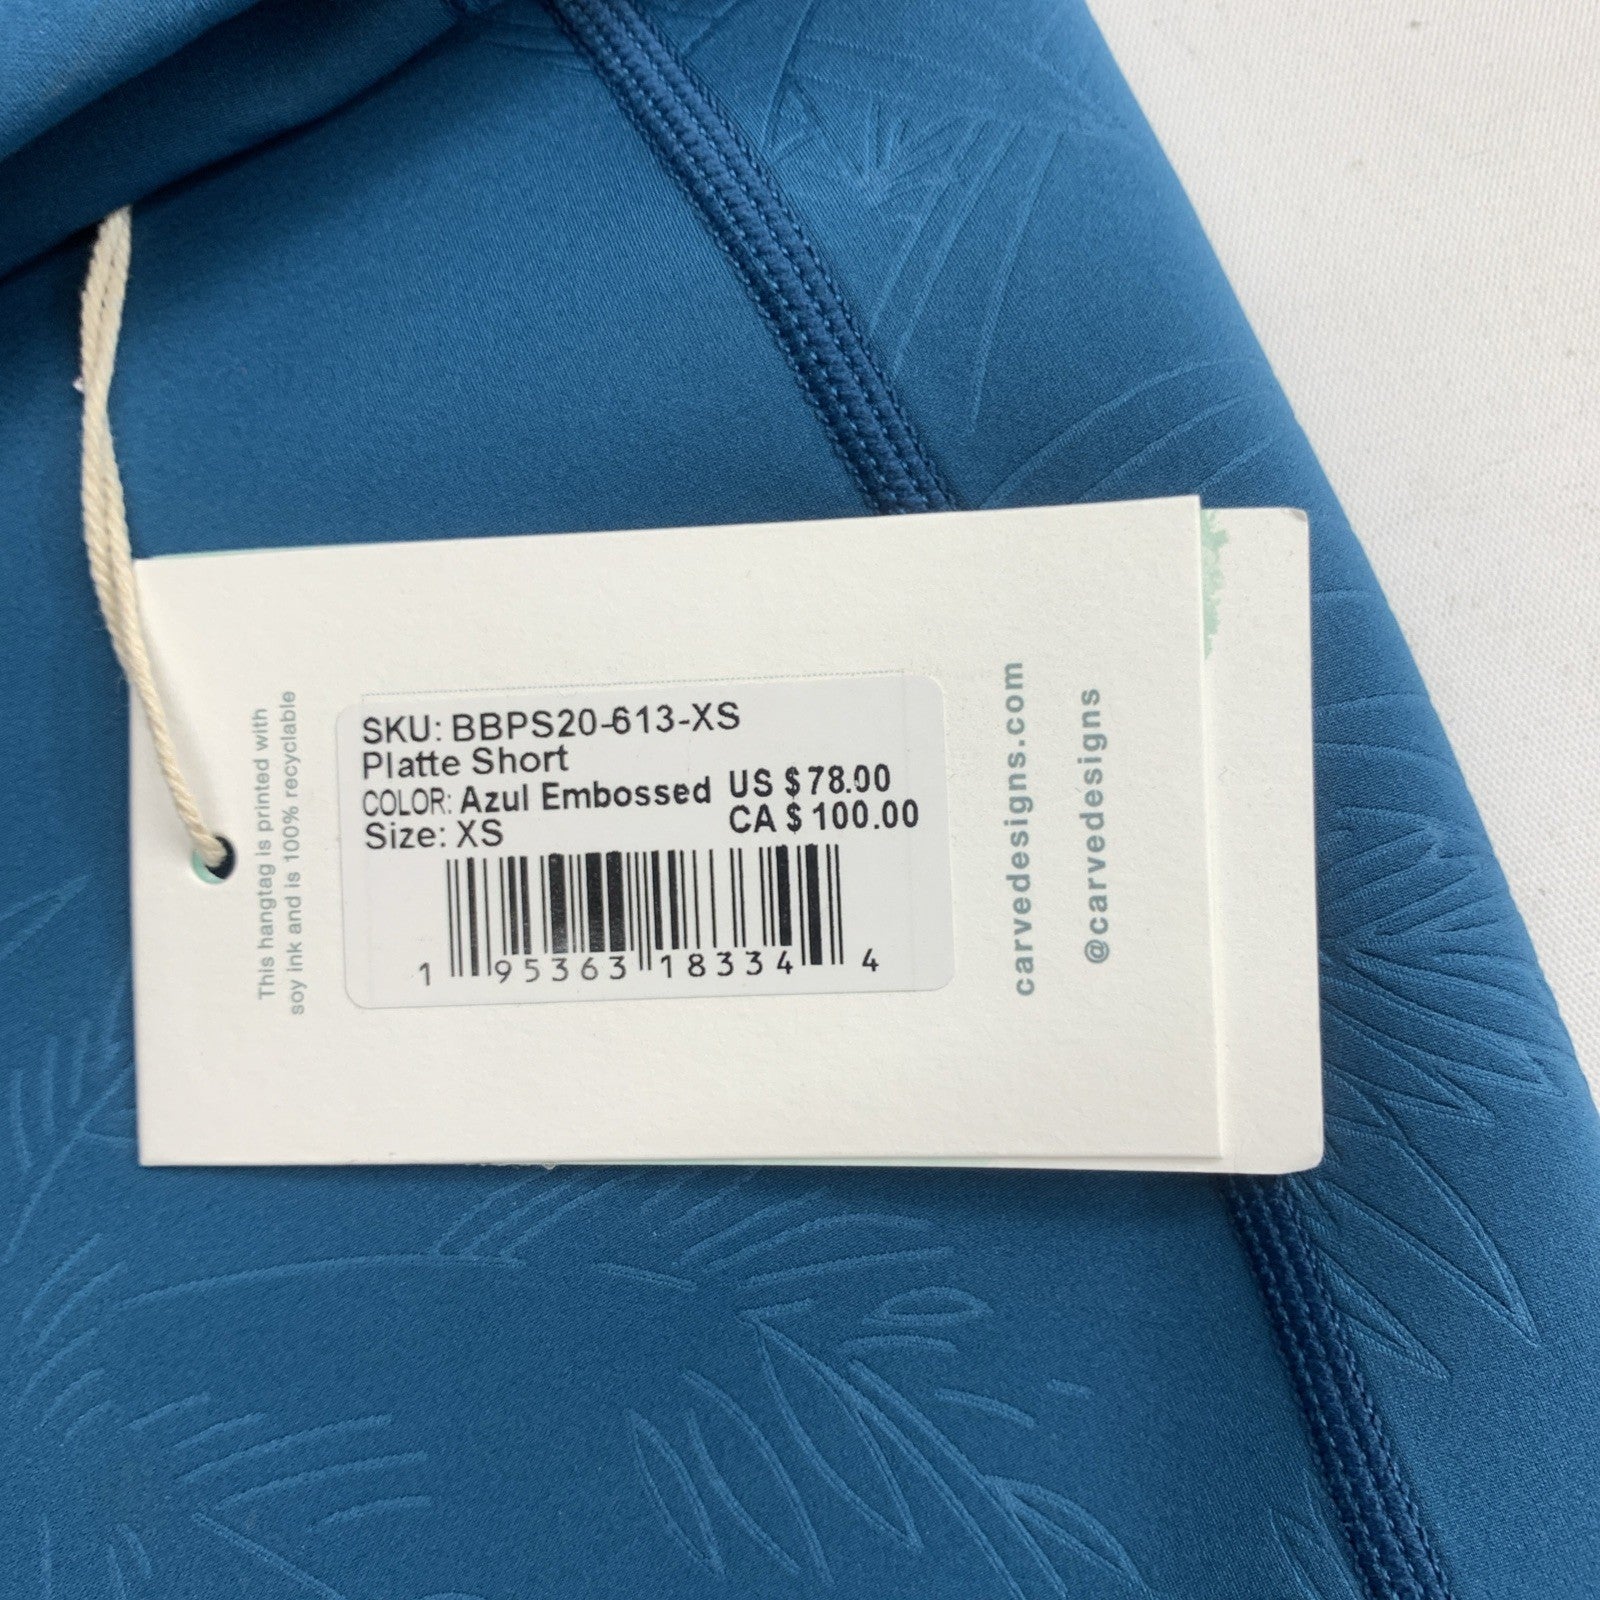 SKU: BBPS20-613-XS
Platte Short
COLOR: Azul Embossed US $78.00
Size: XS CA $100.00
1 95363 18334 4
This hangtag is printed with
soy ink and is 100% recyclable
carvedesigns.com
@carvedesigns